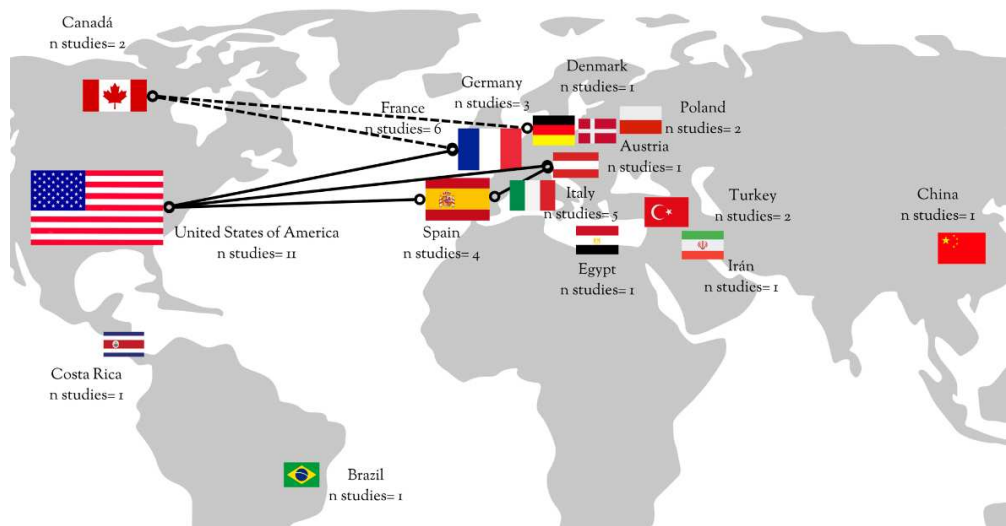 Canadá
n studies= 2
Germany
n studies= 3
Denmark
n studies= 1
France
n studies= 6
Poland
n studies= 2
Austria
n studies= 1
United States of America
n studies= 11
Spain
n studies= 4
Italy
n studies= 5
Turkey
n studies= 2
China
n studies= 1
Egypt
n studies= 1
Irán
n studies= 1
Costa Rica
n studies= 1
Brazil
n studies= 1